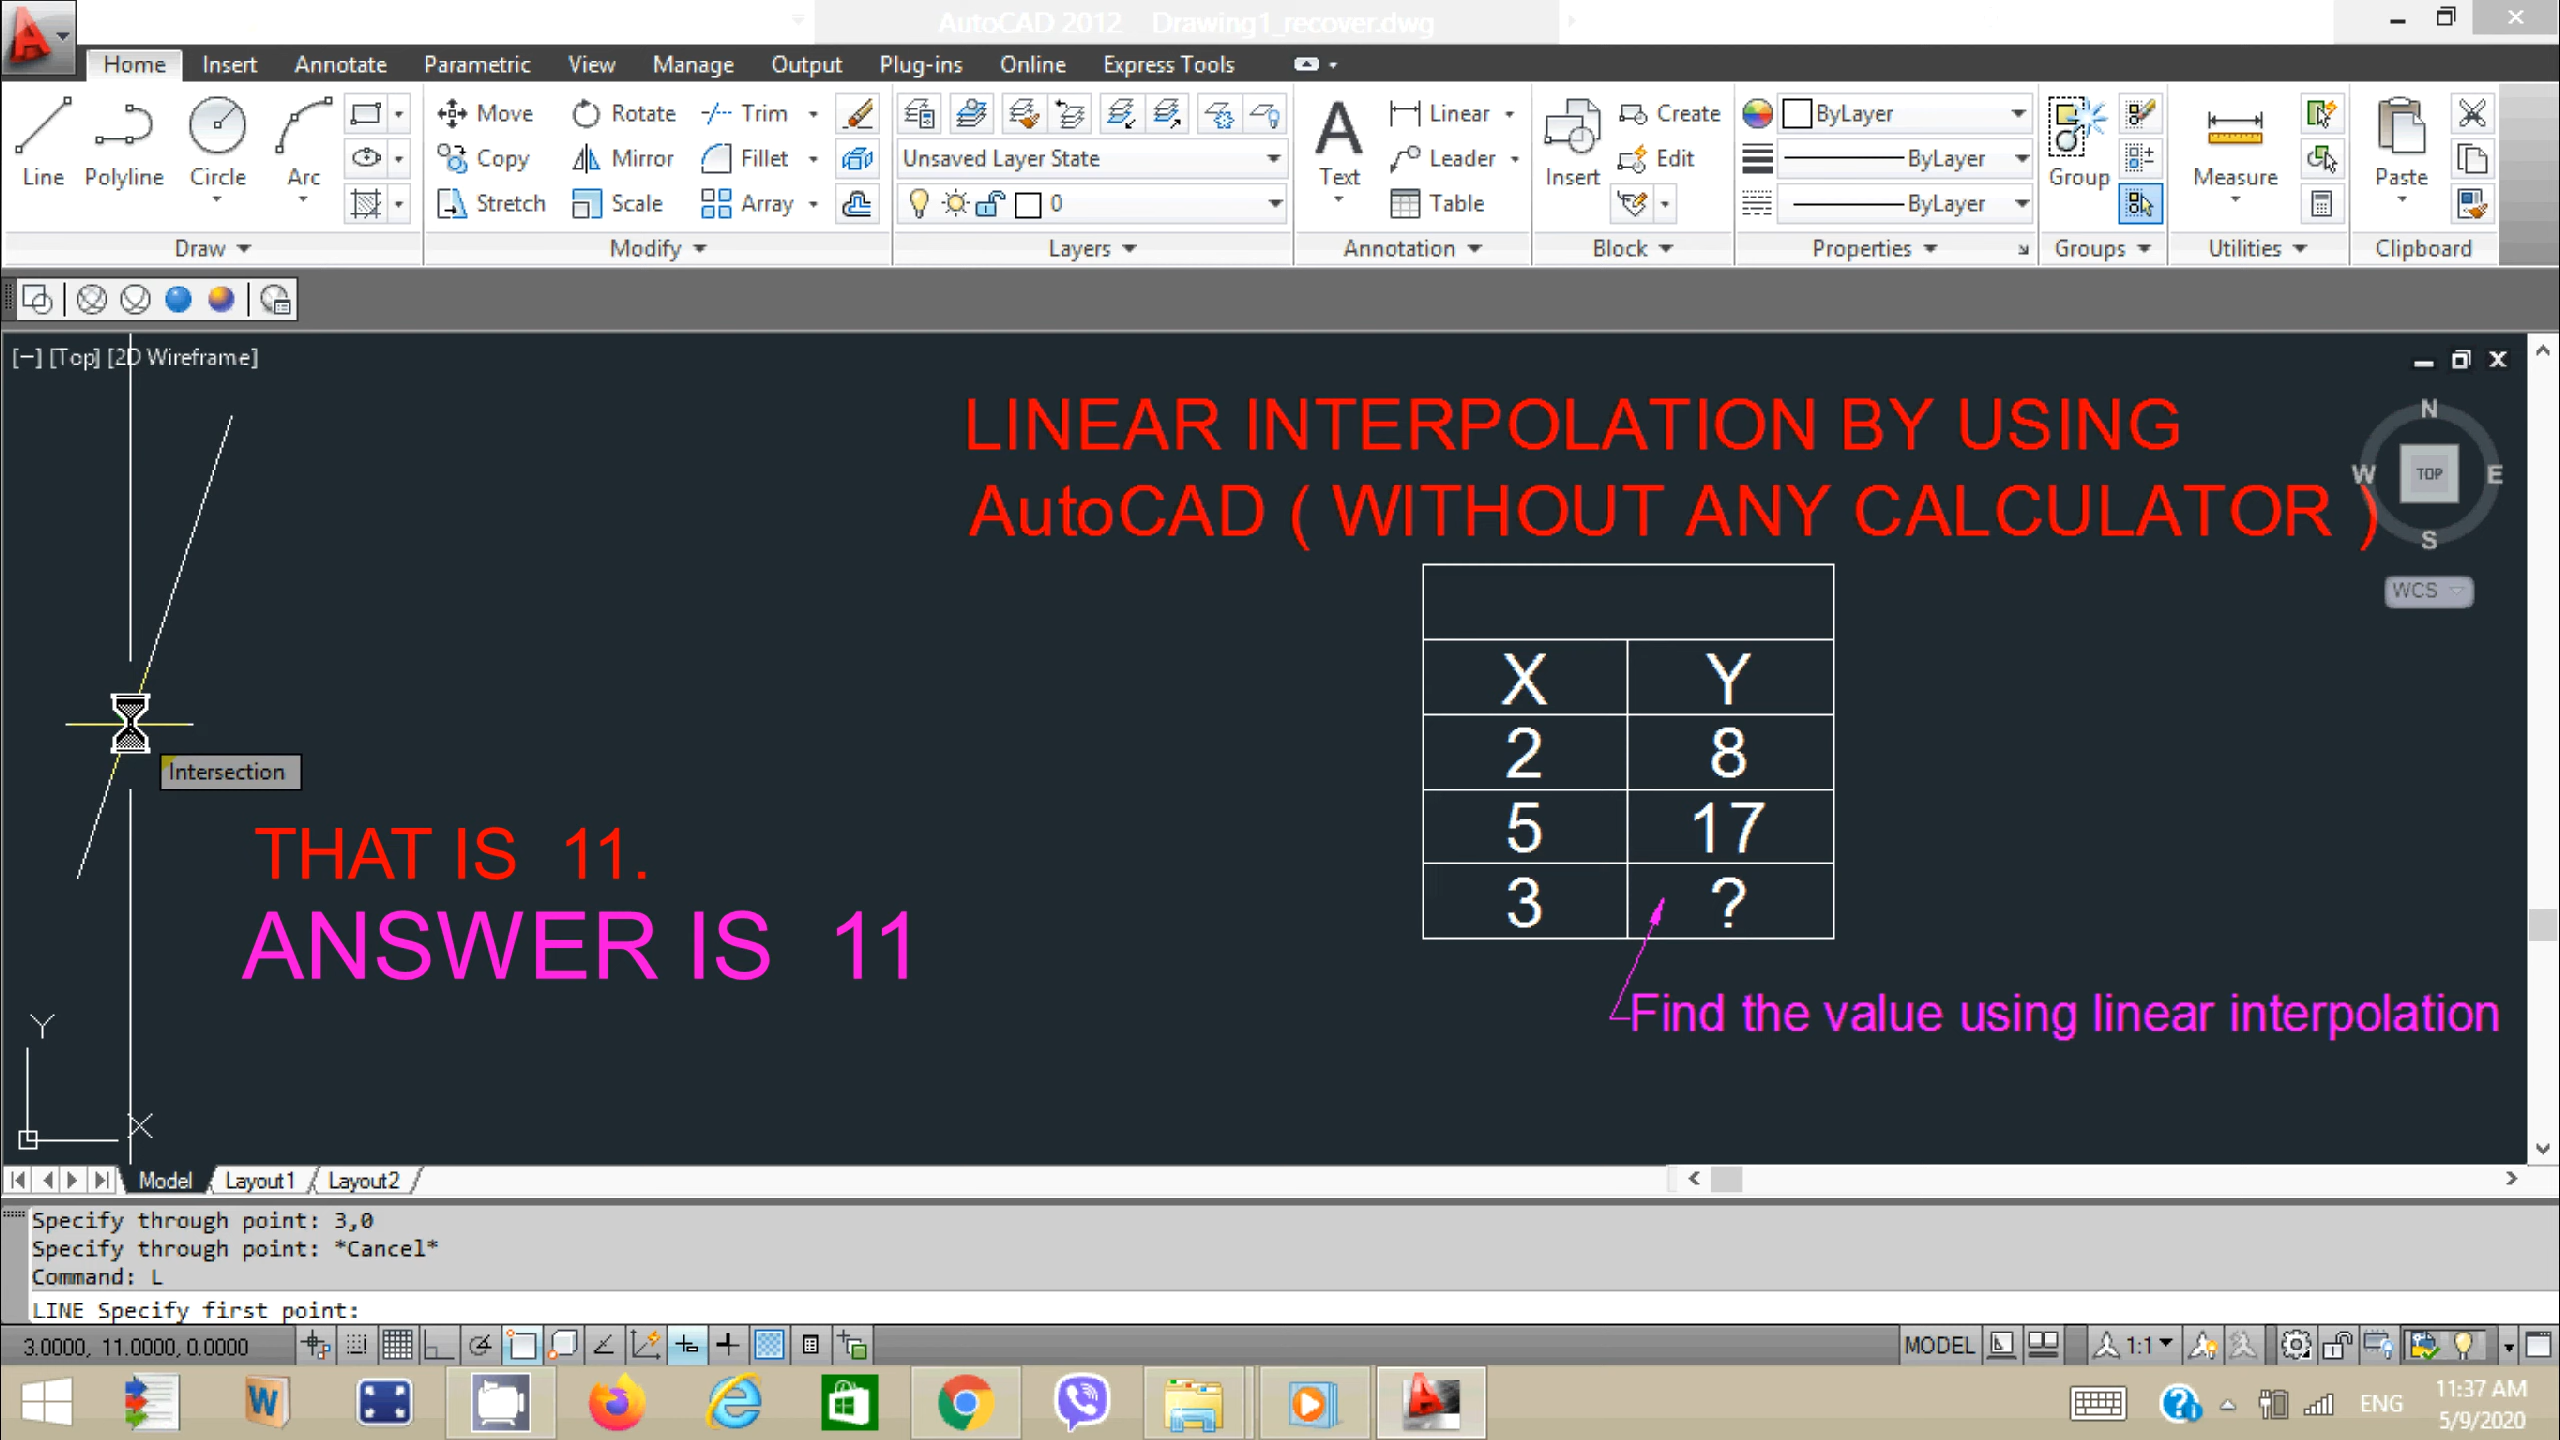 AutoCAD 2012 Drawing1_recover.dwg
Home Insert Annotate Parametric View Manage Output Plug-ins Online Express Tools
Line Polyline Circle Arc
Move Rotate Trim
Copy Mirror Fillet
Stretch Scale Array
Unsaved Layer State
0
Text
Linear
Leader
Table
Insert
Create
Edit
ByLayer
ByLayer
ByLayer
Group
Measure
Paste
Draw Modify Layers Annotation Block Properties Groups Utilities Clipboard
[−] [Top] [2D Wireframe]
LINEAR INTERPOLATION BY USING
AutoCAD ( WITHOUT ANY CALCULATOR )
N
W TOP E
S
WCS
X Y
2 8
5 17
3 ?
Find the value using linear interpolation
Intersection
THAT IS 11.
ANSWER IS 11
Y
X
Model Layout1 Layout2
Specify through point: 3,0
Specify through point: *Cancel*
Command: L
LINE Specify first point:
3.0000, 11.0000, 0.0000
MODEL 1:1
ENG
11:37 AM
5/9/2020